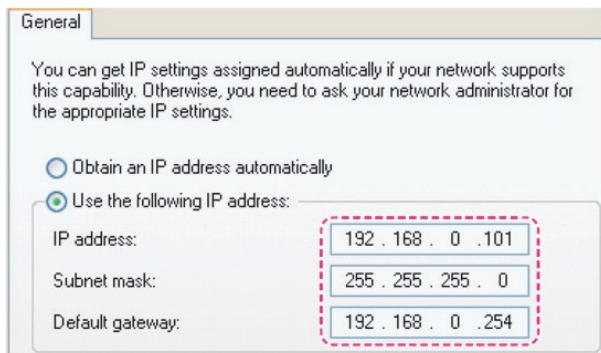 General
You can get IP settings assigned automatically if your network supports
this capability. Otherwise, you need to ask your network administrator for
the appropriate IP settings.
Obtain an IP address automatically
Use the following IP address:
IP address: 192 . 168 . 0 .101
Subnet mask: 255 . 255 . 255 . 0
Default gateway: 192 . 168 . 0 .254